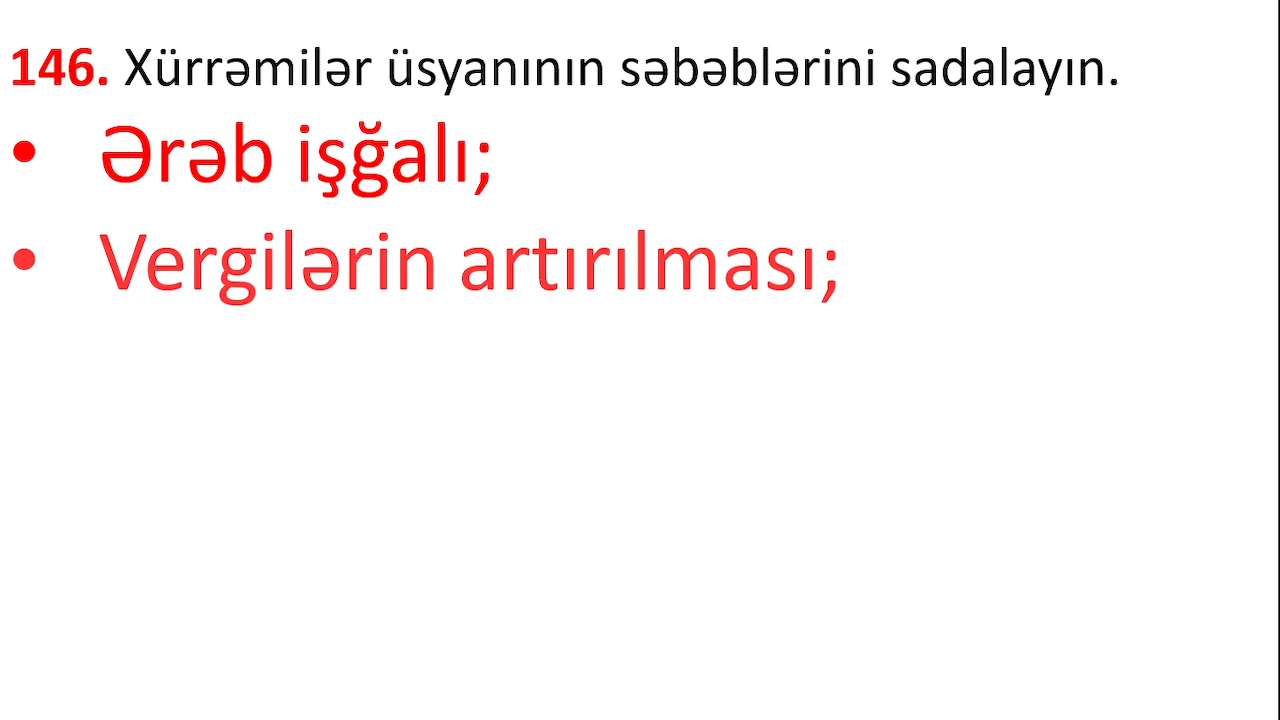 146. Xürrəmilər üsyanının səbəblərini sadalayın.
• Ərəb işğalı;
• Vergilərin artırılması;